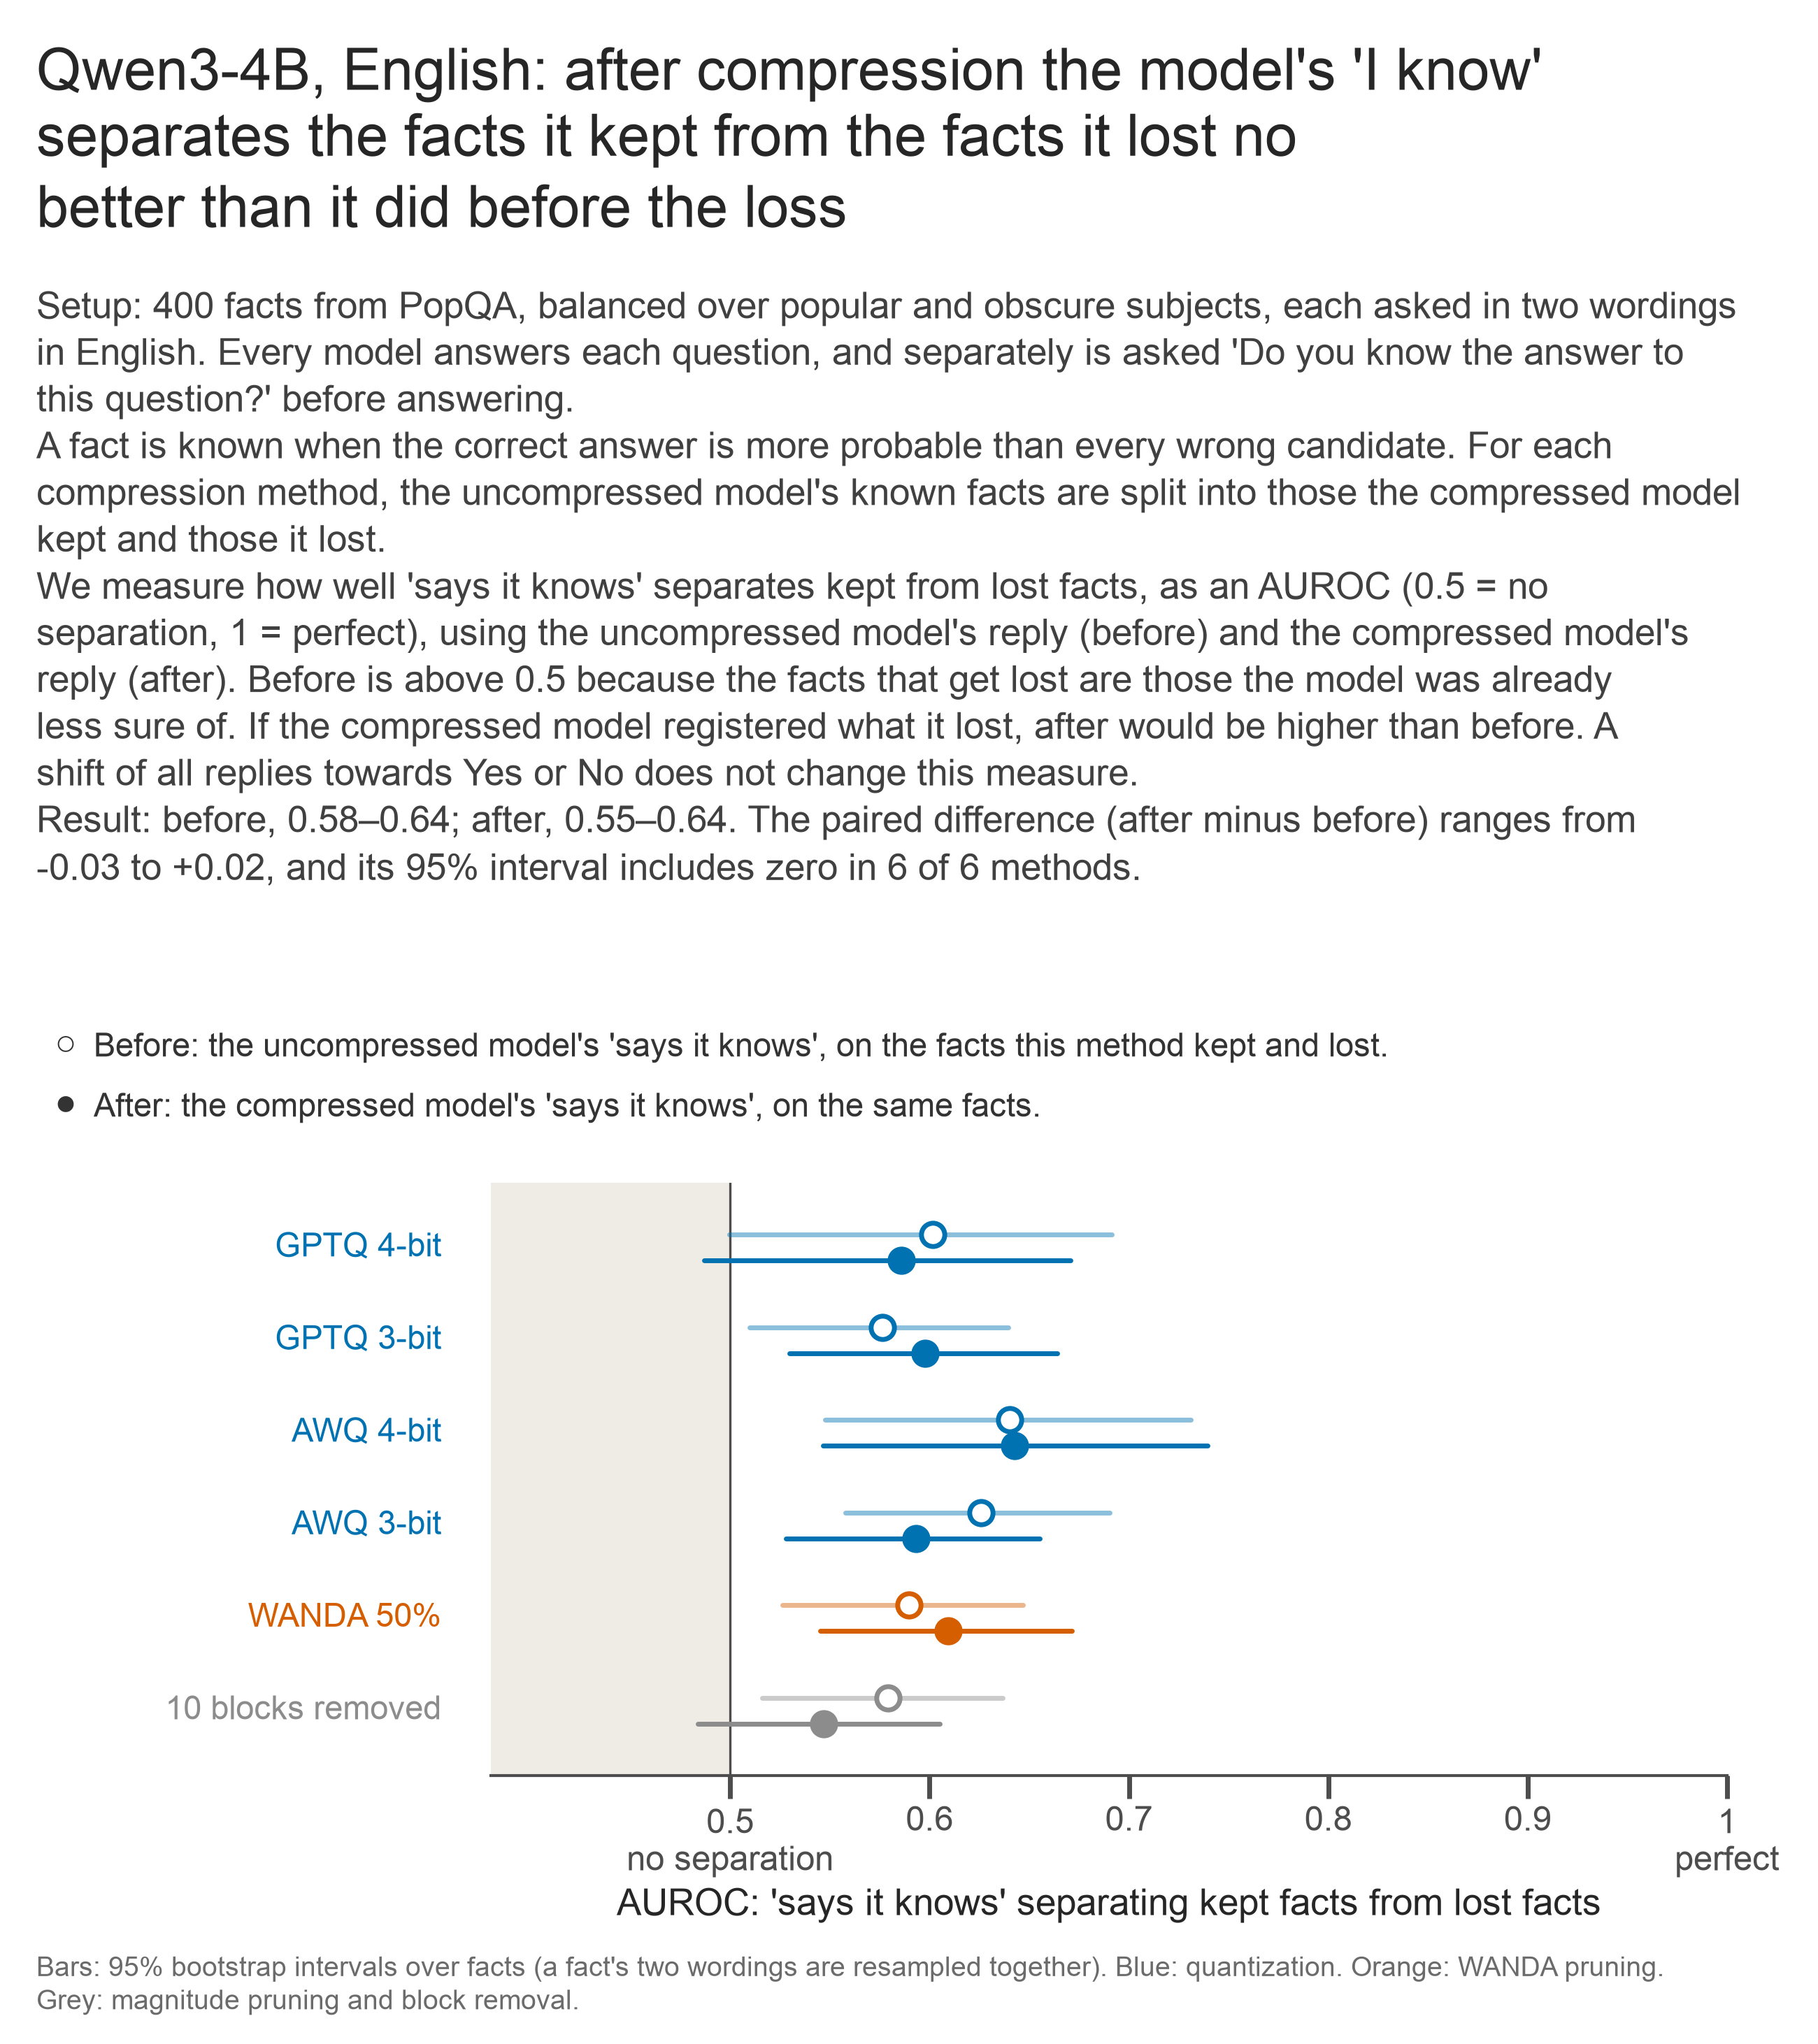 Qwen3-4B, English: after compression the model's 'I know'
separates the facts it kept from the facts it lost no
better than it did before the loss
Setup: 400 facts from PopQA, balanced over popular and obscure subjects, each asked in two wordings
in English. Every model answers each question, and separately is asked 'Do you know the answer to
this question?' before answering.
A fact is known when the correct answer is more probable than every wrong candidate. For each
compression method, the uncompressed model's known facts are split into those the compressed model
kept and those it lost.
We measure how well 'says it knows' separates kept from lost facts, as an AUROC (0.5 = no
separation, 1 = perfect), using the uncompressed model's reply (before) and the compressed model's
reply (after). Before is above 0.5 because the facts that get lost are those the model was already
less sure of. If the compressed model registered what it lost, after would be higher than before. A
shift of all replies towards Yes or No does not change this measure.
Result: before, 0.58–0.64; after, 0.55–0.64. The paired difference (after minus before) ranges from
-0.03 to +0.02, and its 95% interval includes zero in 6 of 6 methods.
Before: the uncompressed model's 'says it knows', on the facts this method kept and lost.
After: the compressed model's 'says it knows', on the same facts.
GPTQ 4-bit
GPTQ 3-bit
AWQ 4-bit
AWQ 3-bit
WANDA 50%
10 blocks removed
0.5 0.6 0.7 0.8 0.9 1
no separation perfect
AUROC: 'says it knows' separating kept facts from lost facts
Bars: 95% bootstrap intervals over facts (a fact's two wordings are resampled together). Blue: quantization. Orange: WANDA pruning.
Grey: magnitude pruning and block removal.